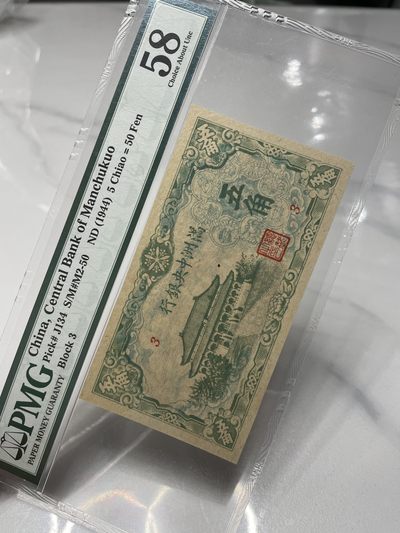 China, Central Bank of Manchukuo
Pick# J134 S/M#M2-50 ND (1944) 5 Chiao = 50 Fen
Block 3
58
Choice About Unc
PMG
PAPER MONEY GUARANTY
伍角
行銀央中洲滿
3
3